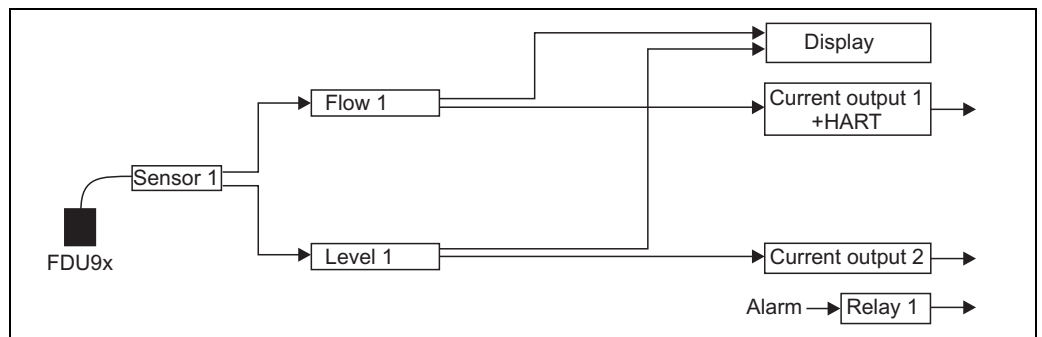 Display
Flow 1
Current output 1
+HART
Sensor 1
FDU9x
Level 1
Current output 2
Alarm
Relay 1